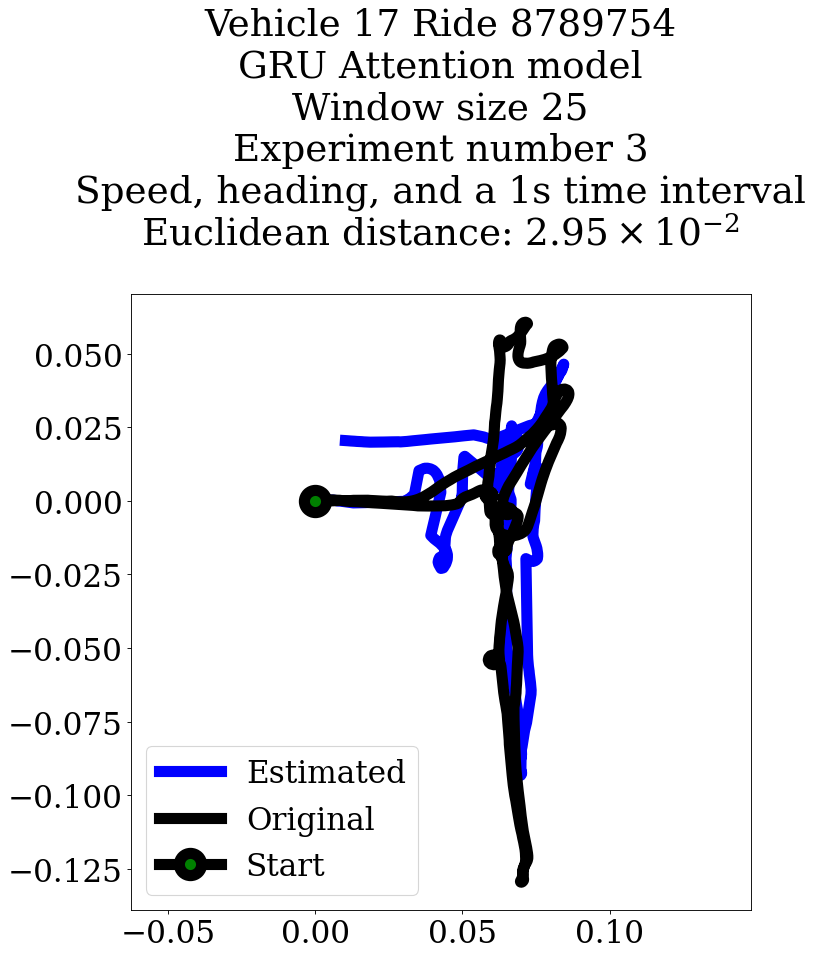 Vehicle 17 Ride 8789754
GRU Attention model
Window size 25
Experiment number 3
Speed, heading, and a 1s time interval
Euclidean distance: 2.95 × 10⁻²
0.050
0.025
0.000
−0.025
−0.050
−0.075
−0.100
−0.125
Estimated
Original
Start
−0.05
0.00
0.05
0.10